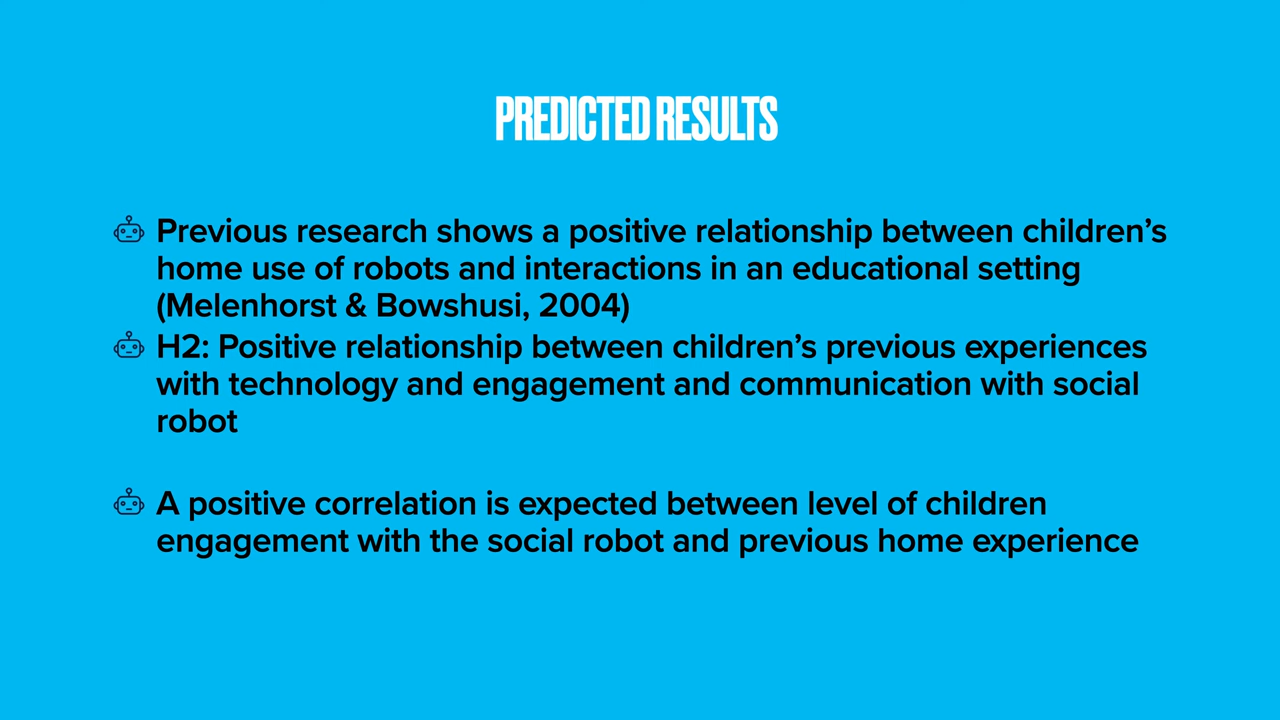 PREDICTED RESULTS
Previous research shows a positive relationship between children’s
home use of robots and interactions in an educational setting
(Melenhorst & Bowshusi, 2004)
H2: Positive relationship between children’s previous experiences
with technology and engagement and communication with social
robot
A positive correlation is expected between level of children
engagement with the social robot and previous home experience